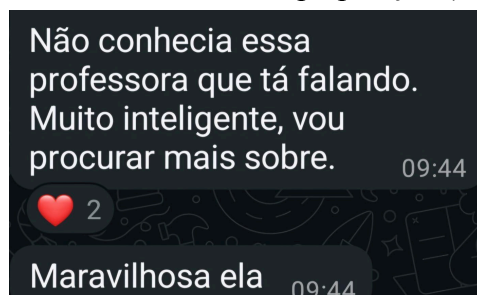 Não conhecia essa
professora que tá falando.
Muito inteligente, vou
procurar mais sobre.
09:44
❤️ 2
Maravilhosa ela
09:44